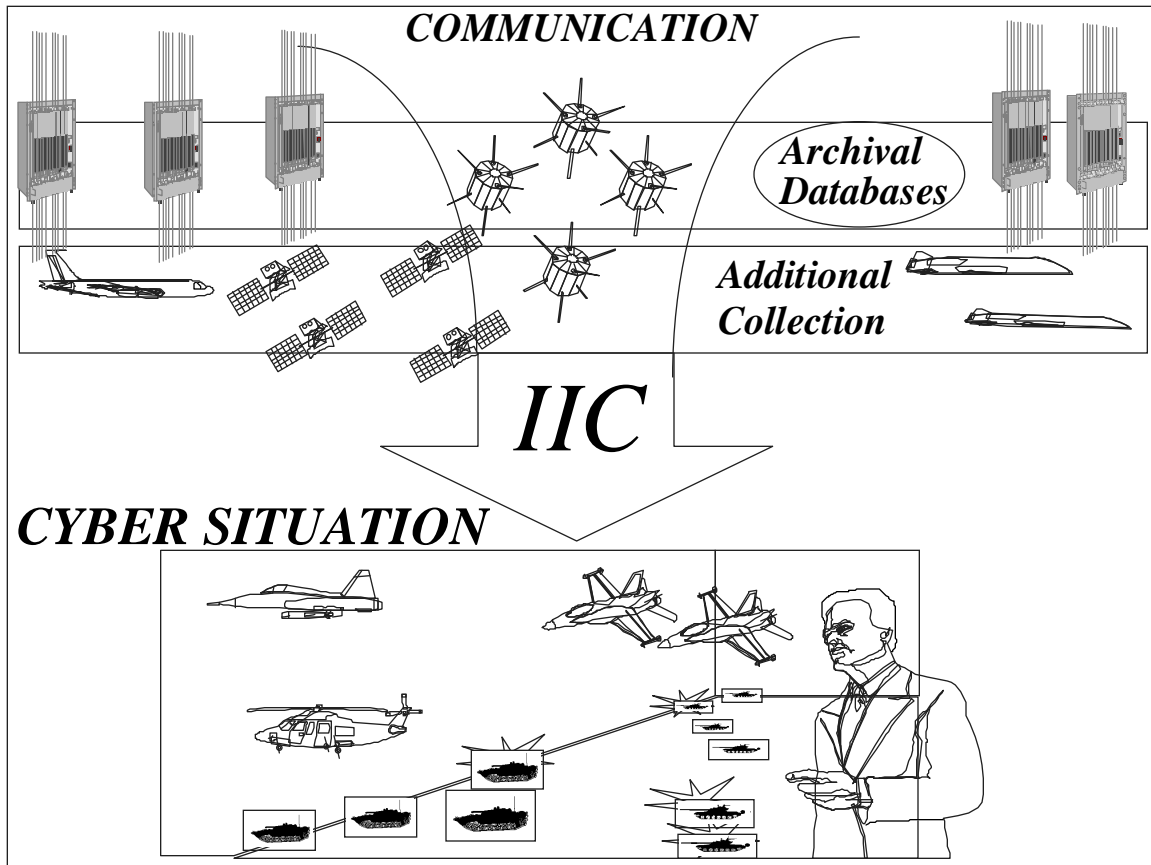 COMMUNICATION
Archival
Databases
Additional
Collection
IIC
CYBER SITUATION